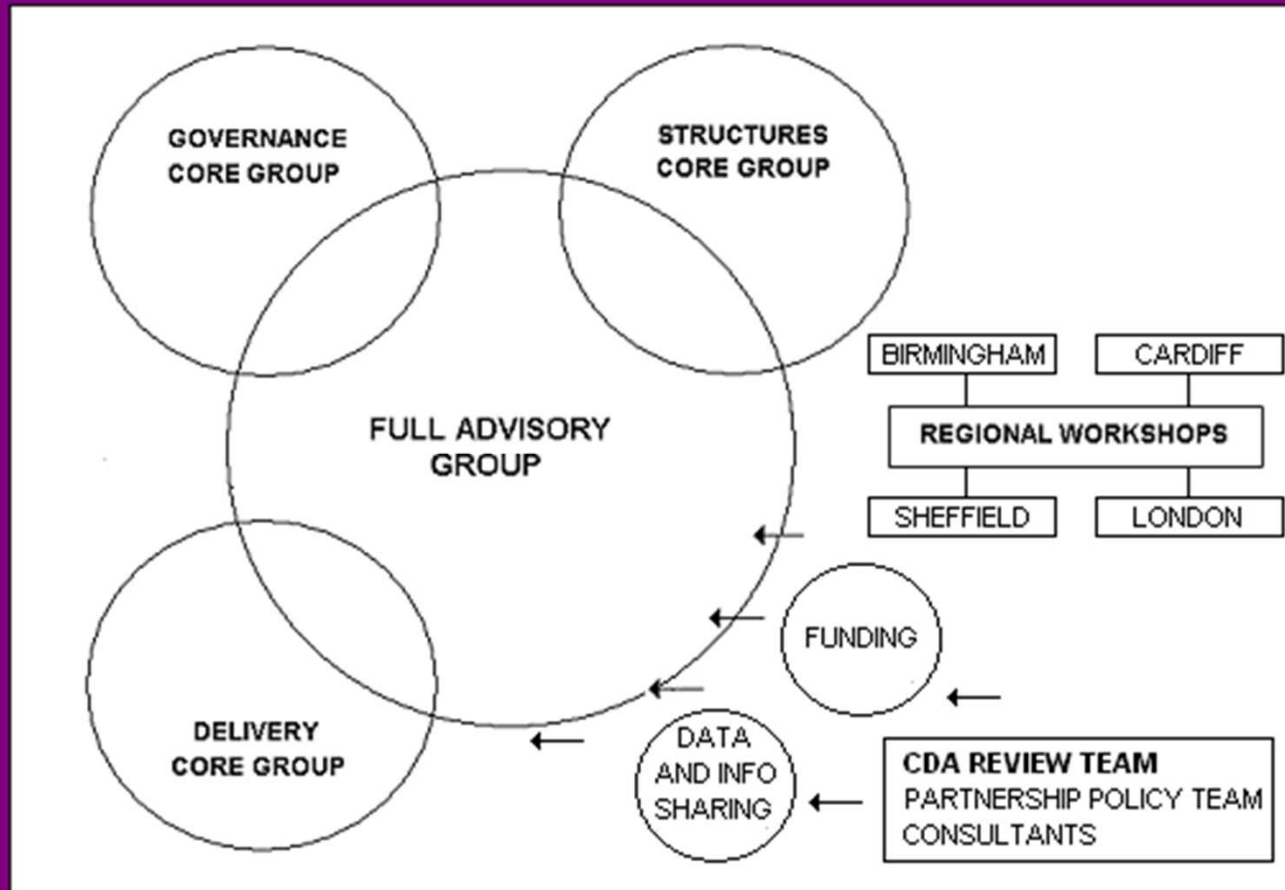 GOVERNANCE
CORE GROUP
STRUCTURES
CORE GROUP
FULL ADVISORY
GROUP
BIRMINGHAM
CARDIFF
REGIONAL WORKSHOPS
SHEFFIELD
LONDON
FUNDING
DELIVERY
CORE GROUP
DATA
AND INFO
SHARING
CDA REVIEW TEAM
PARTNERSHIP POLICY TEAM
CONSULTANTS